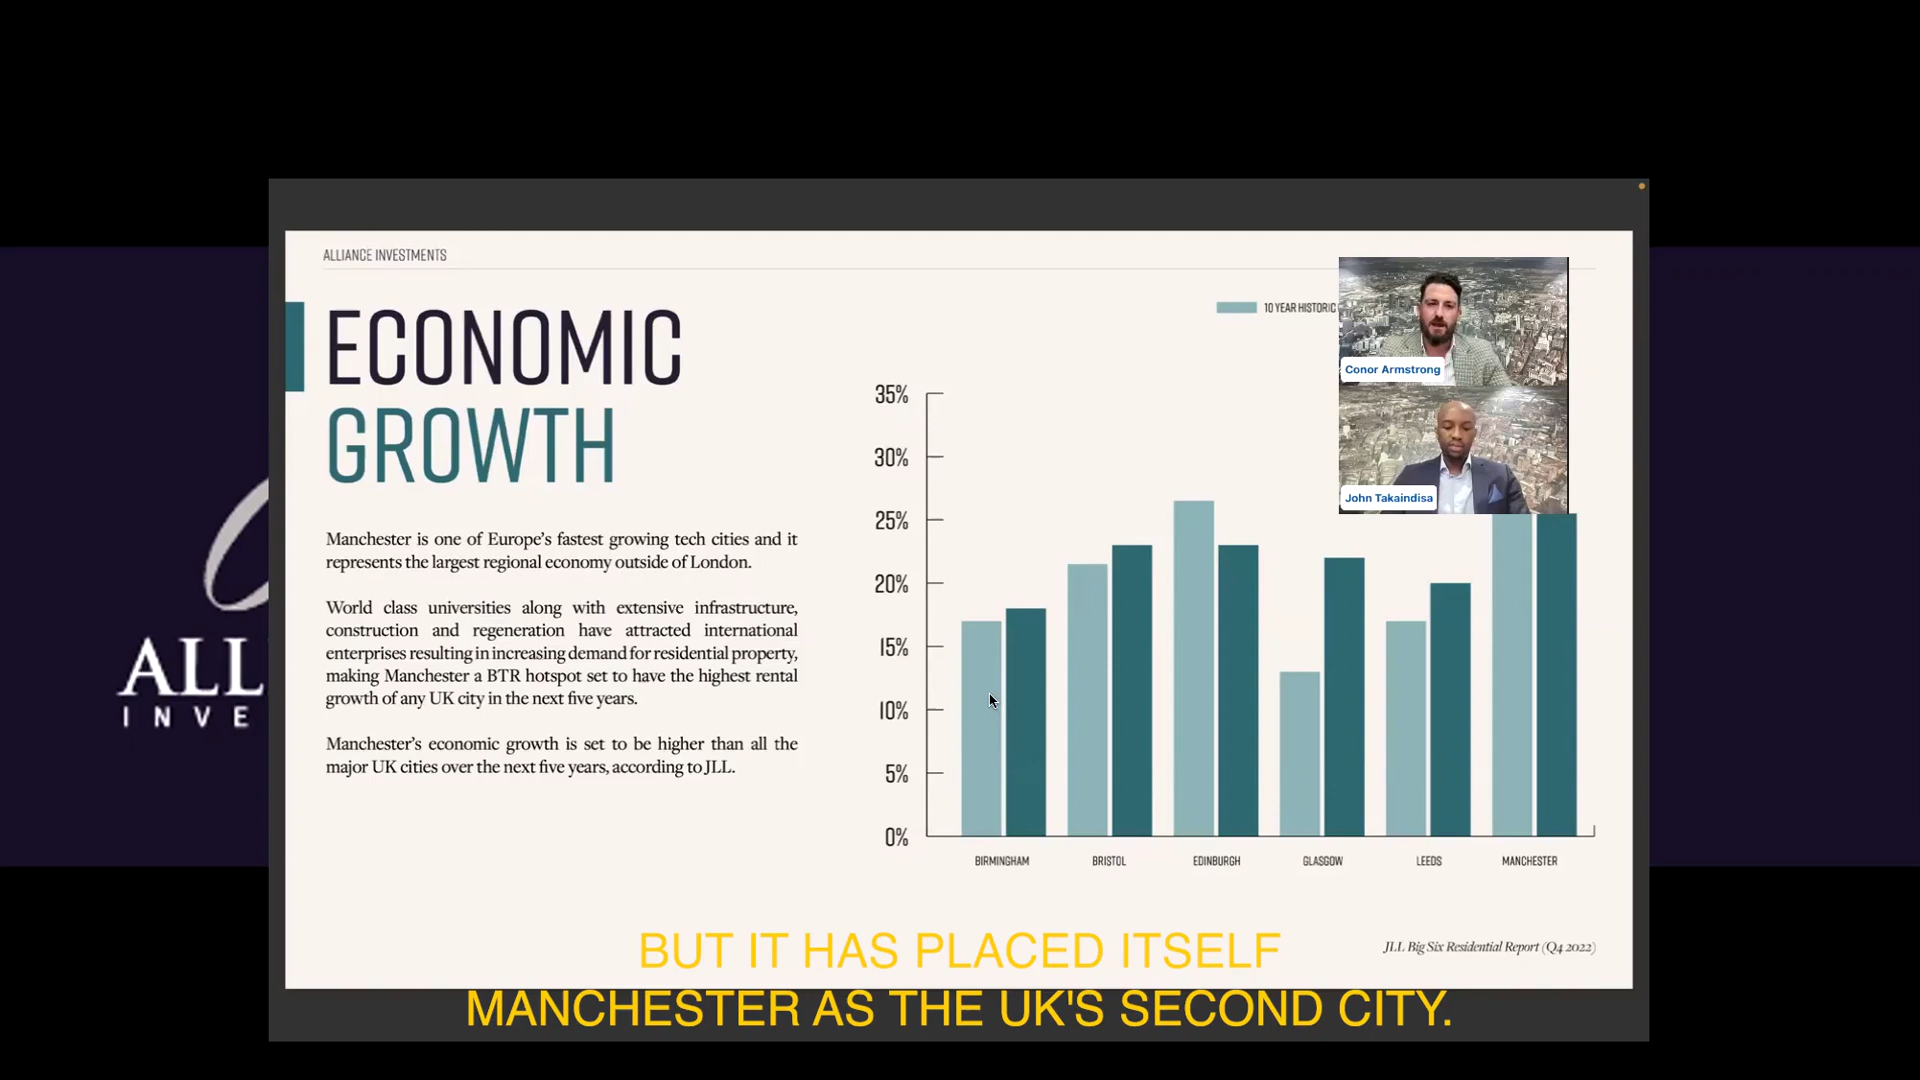 ALLIANCE INVESTMENTS
ECONOMIC
GROWTH
Manchester is one of Europe's fastest growing tech cities and it
represents the largest regional economy outside of London.
World class universities along with extensive infrastructure,
construction and regeneration have attracted international
enterprises resulting in increasing demand for residential property,
making Manchester a BTR hotspot set to have the highest rental
growth of any UK city in the next five years.
Manchester's economic growth is set to be higher than all the
major UK cities over the next five years, according to JLL.
10 YEAR HISTORIC
Conor Armstrong
John Takaindisa
35%
30%
25%
20%
15%
10%
5%
0%
BIRMINGHAM BRISTOL EDINBURGH GLASGOW LEEDS MANCHESTER
JLL Big Six Residential Report (Q4 2022)
ALL
INVE
BUT IT HAS PLACED ITSELF
MANCHESTER AS THE UK'S SECOND CITY.